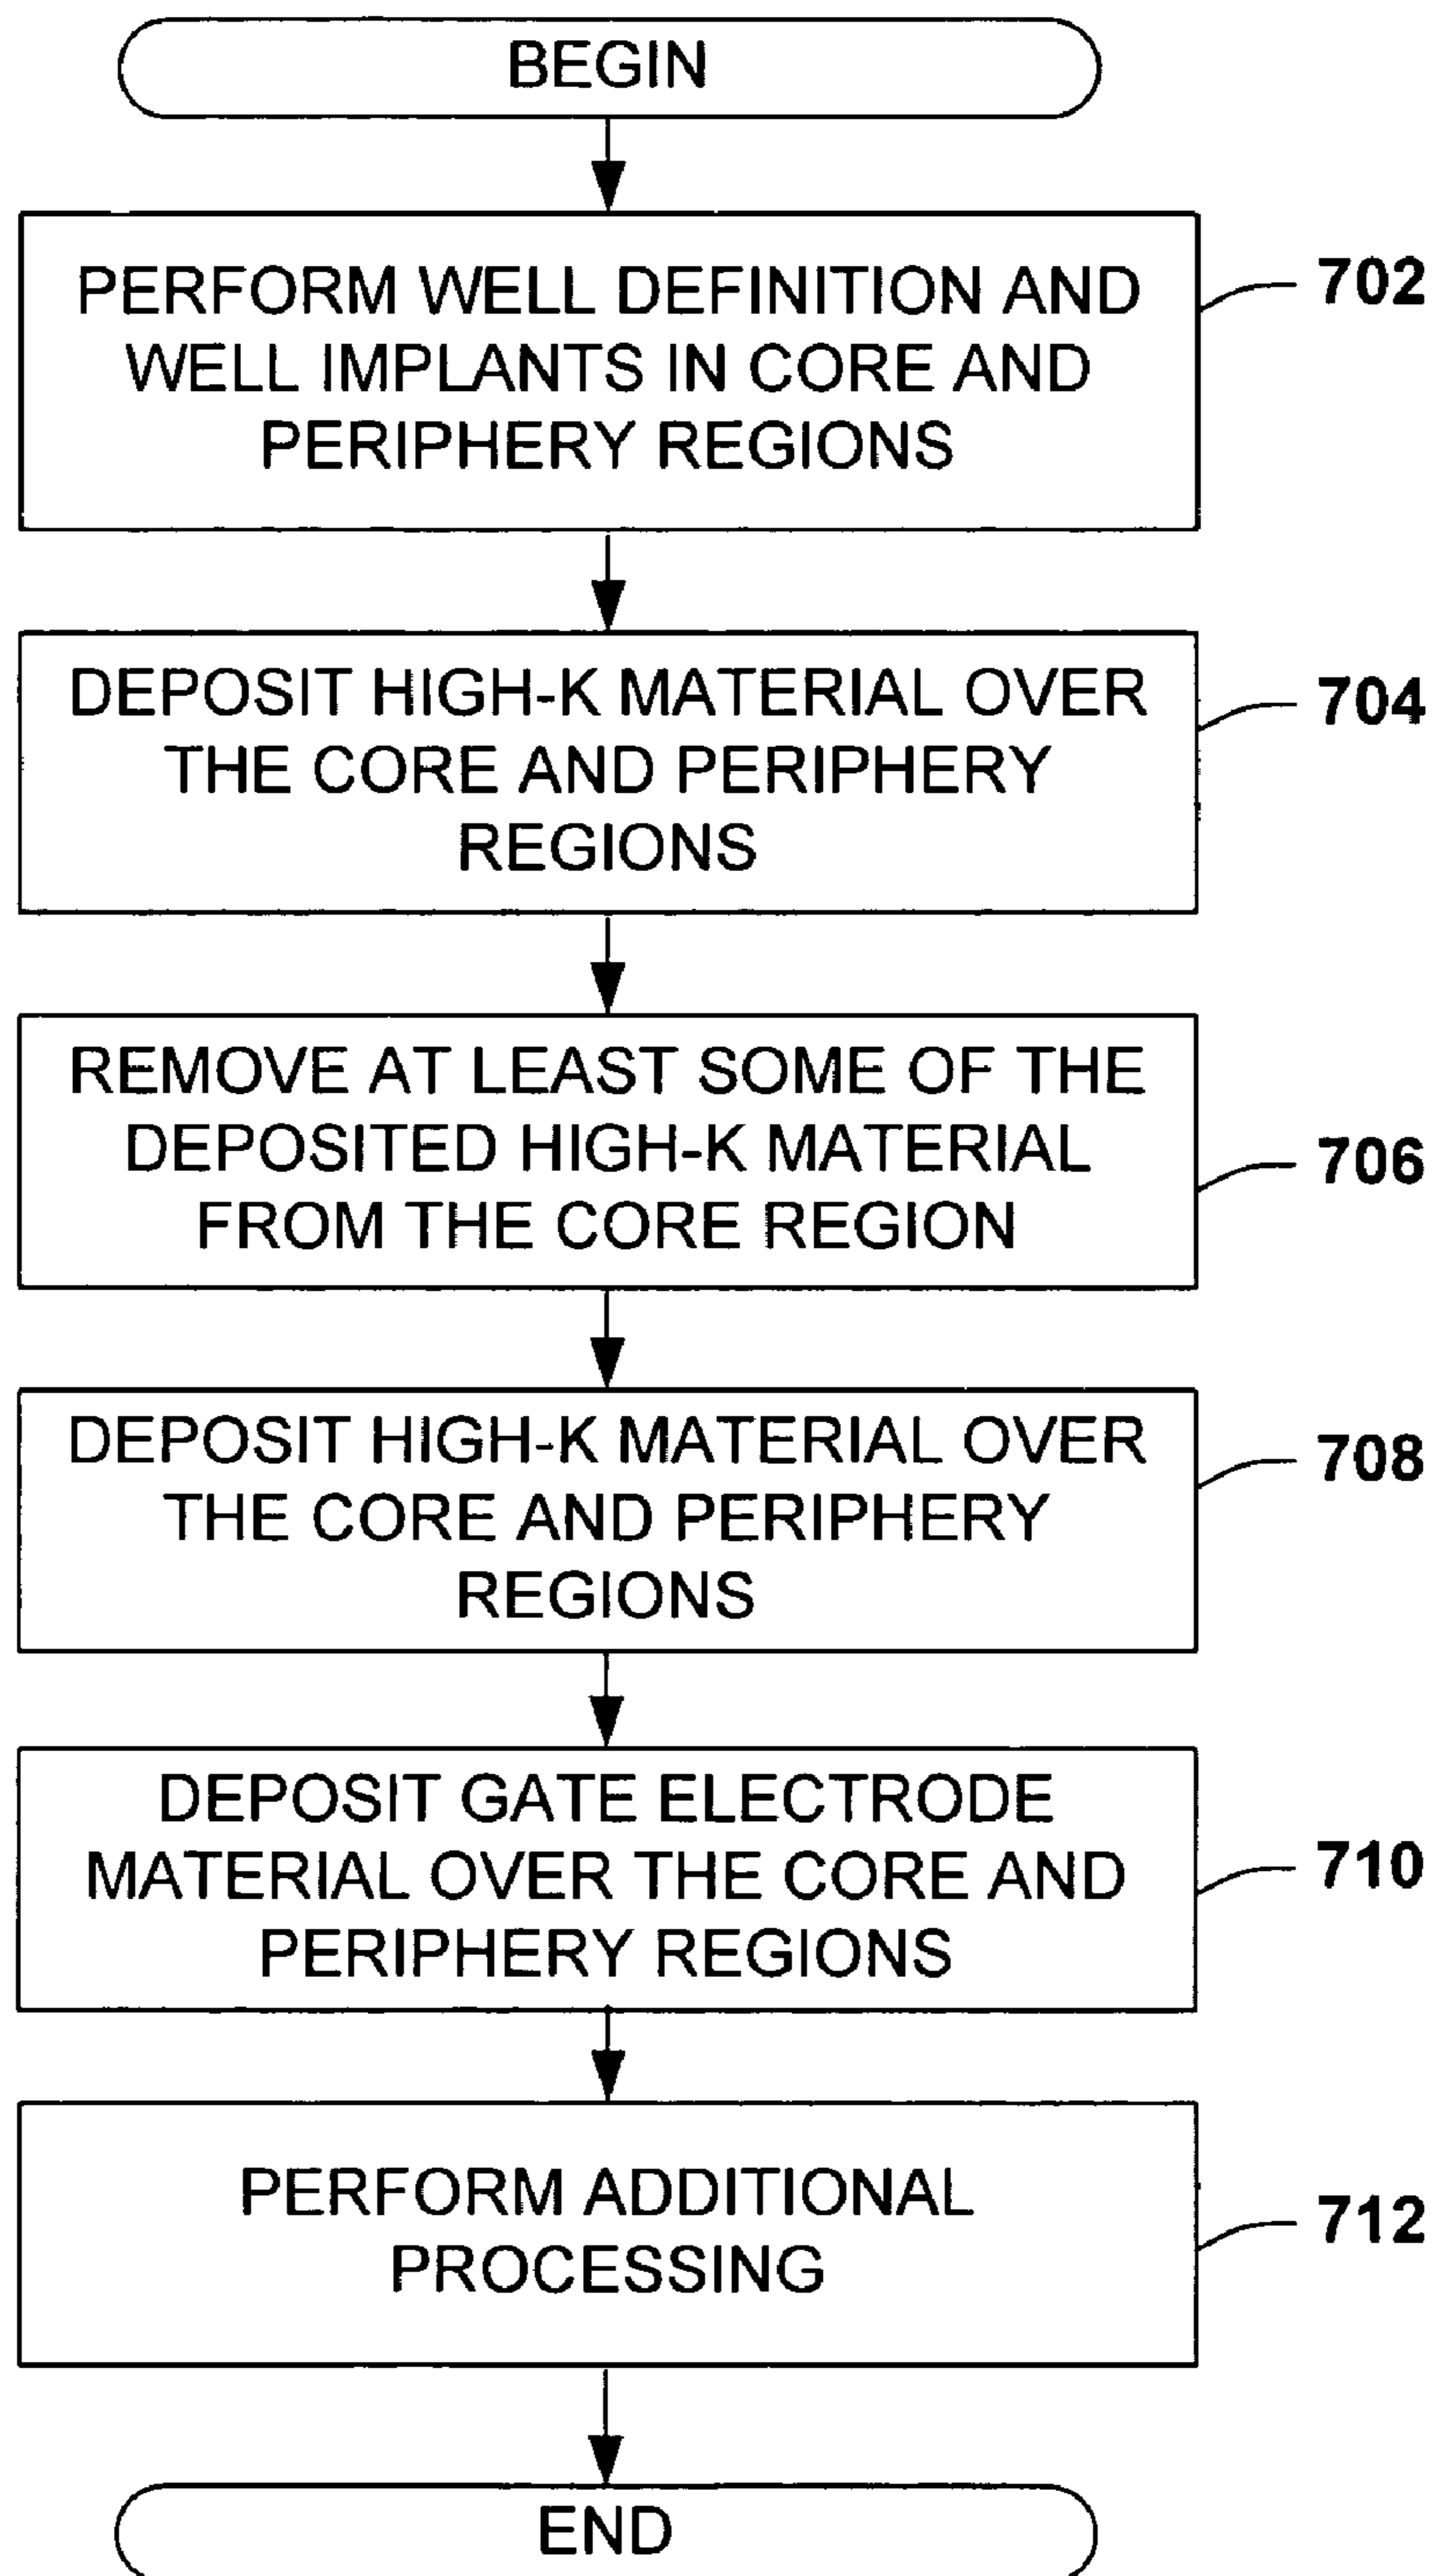 BEGIN
PERFORM WELL DEFINITION AND
WELL IMPLANTS IN CORE AND
PERIPHERY REGIONS
702
DEPOSIT HIGH-K MATERIAL OVER
THE CORE AND PERIPHERY
REGIONS
704
REMOVE AT LEAST SOME OF THE
DEPOSITED HIGH-K MATERIAL
FROM THE CORE REGION
706
DEPOSIT HIGH-K MATERIAL OVER
THE CORE AND PERIPHERY
REGIONS
708
DEPOSIT GATE ELECTRODE
MATERIAL OVER THE CORE AND
PERIPHERY REGIONS
710
PERFORM ADDITIONAL
PROCESSING
712
END